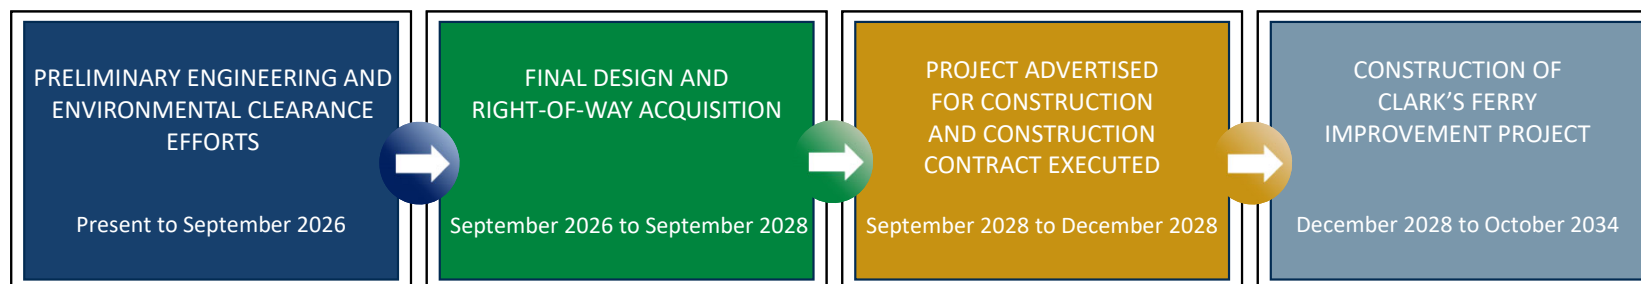 PRELIMINARY ENGINEERING AND
ENVIRONMENTAL CLEARANCE
EFFORTS
Present to September 2026
FINAL DESIGN AND
RIGHT-OF-WAY ACQUISITION
September 2026 to September 2028
PROJECT ADVERTISED
FOR CONSTRUCTION
AND CONSTRUCTION
CONTRACT EXECUTED
September 2028 to December 2028
CONSTRUCTION OF
CLARK’S FERRY
IMPROVEMENT PROJECT
December 2028 to October 2034